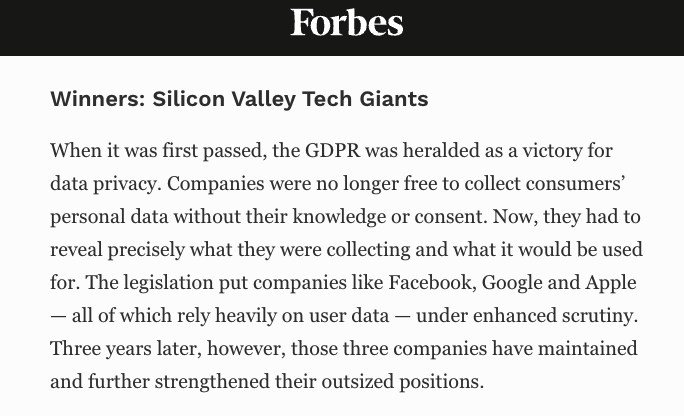 Forbes
Winners: Silicon Valley Tech Giants
When it was first passed, the GDPR was heralded as a victory for
data privacy. Companies were no longer free to collect consumers’
personal data without their knowledge or consent. Now, they had to
reveal precisely what they were collecting and what it would be used
for. The legislation put companies like Facebook, Google and Apple
— all of which rely heavily on user data — under enhanced scrutiny.
Three years later, however, those three companies have maintained
and further strengthened their outsized positions.